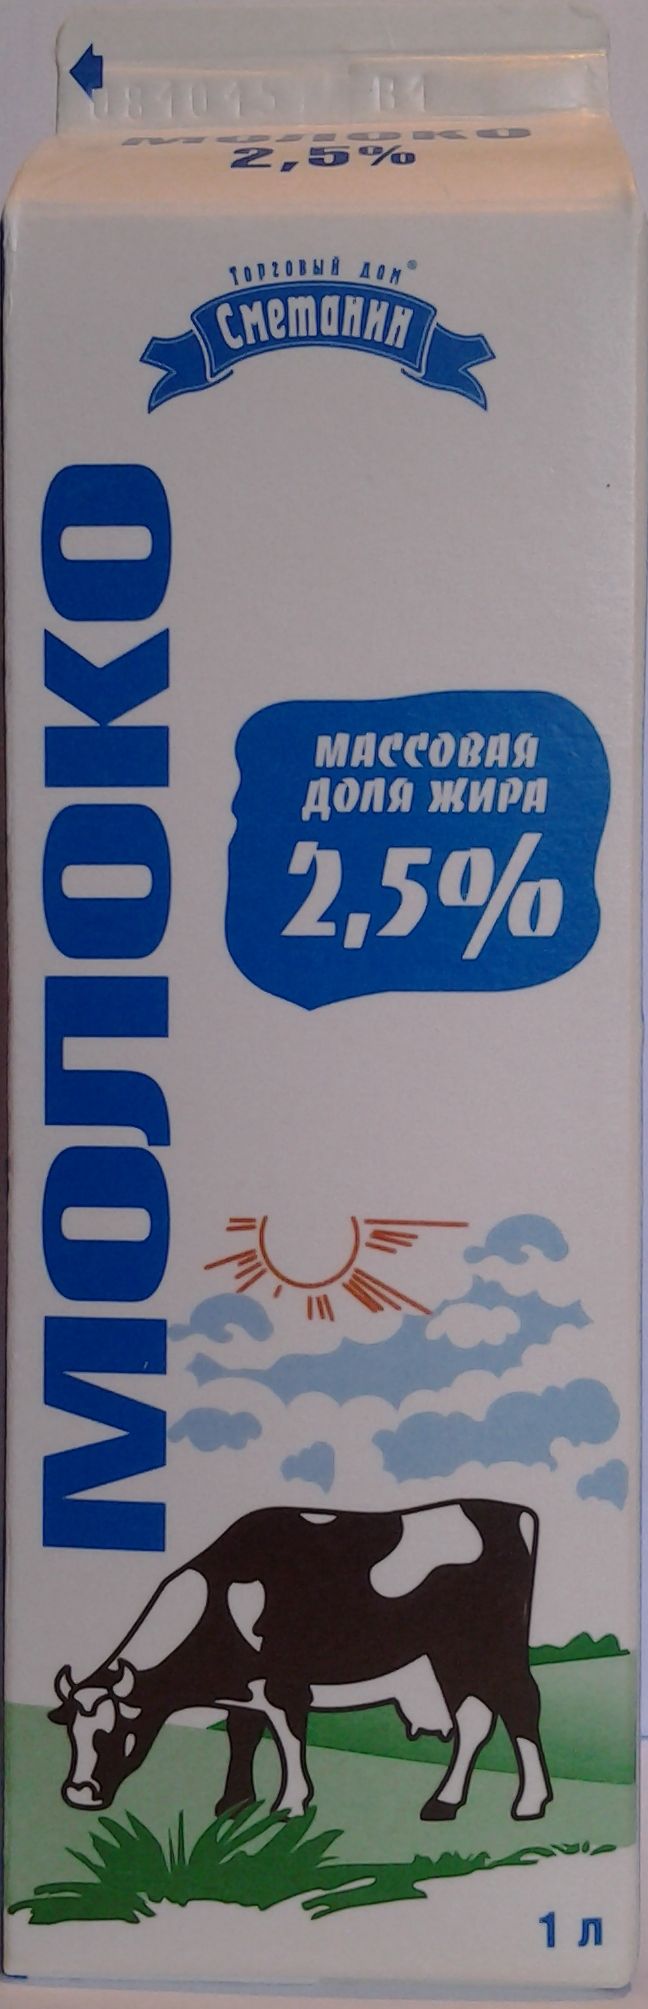 МОЛОКО
2,5%
Торговый дом®
Сметанин
МОЛОКО
МАССОВАЯ
ДОЛЯ ЖИРА
2,5%
1 л